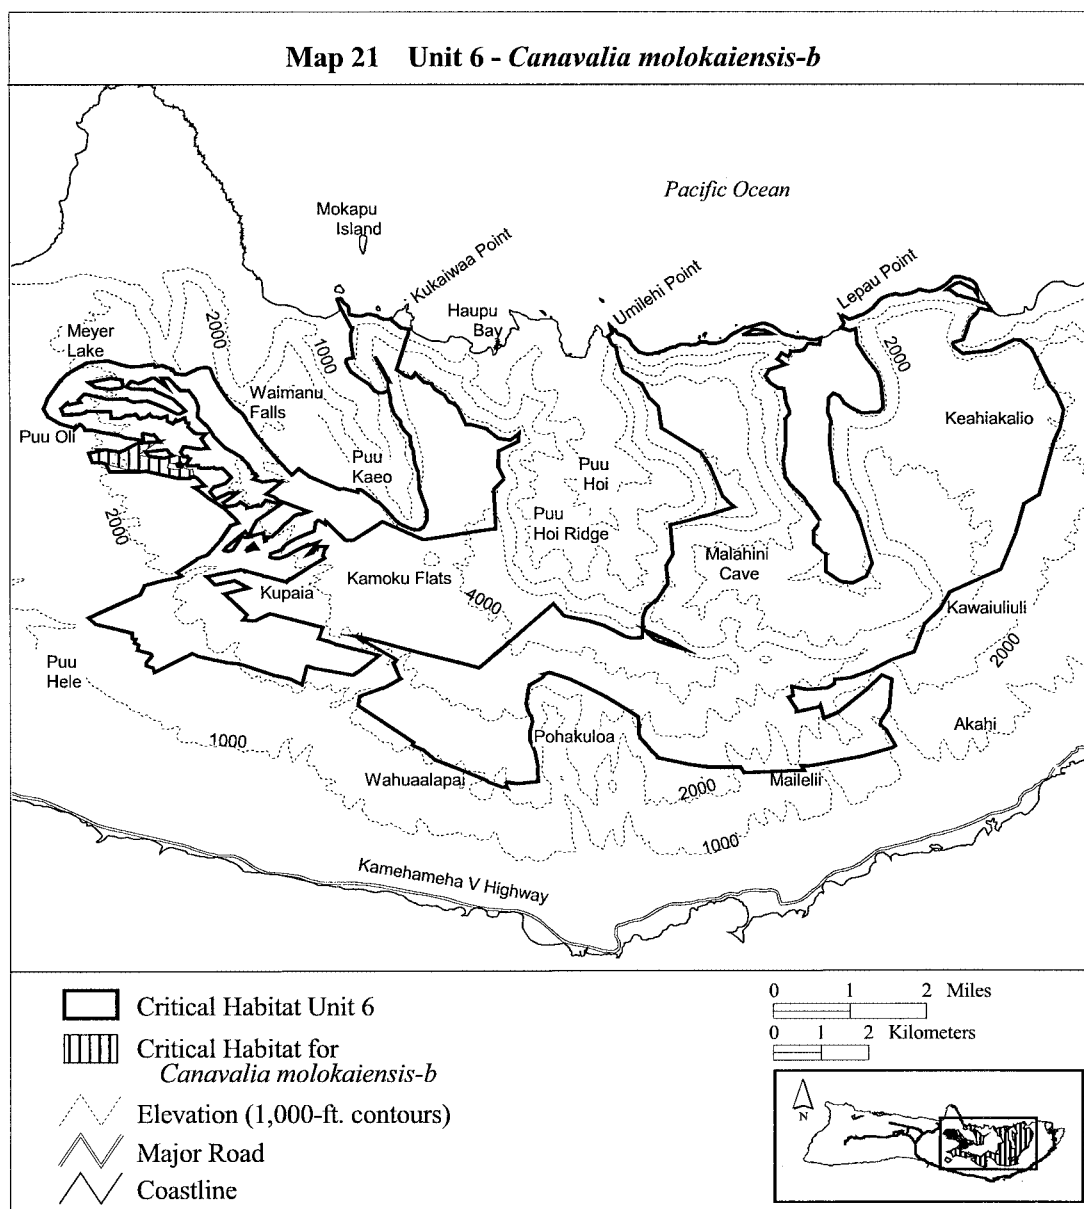 Map 21 Unit 6 - Canavalia molokaiensis-b
Pacific Ocean
Mokapu
Island
Kukaiwaa Point
Umilehi Point
Lepau Point
Haupu
Bay
Meyer
Lake
2000
1000
2000
Waimanu
Falls
Keahiakalio
Puu Oli
Puu
Kaeo
Puu
Hoi
Puu
Hoi Ridge
2000
Malahini
Cave
Kamoku Flats
Kupaia
4000
Kawaiuliuli
2000
Puu
Hele
1000
Pohakuloa
Akahi
Wahuaalapai
2000
Mailelii
1000
Kamehameha V Highway
Critical Habitat Unit 6
Critical Habitat for
Canavalia molokaiensis-b
Elevation (1,000-ft. contours)
Major Road
Coastline
0 1 2 Miles
0 1 2 Kilometers
N